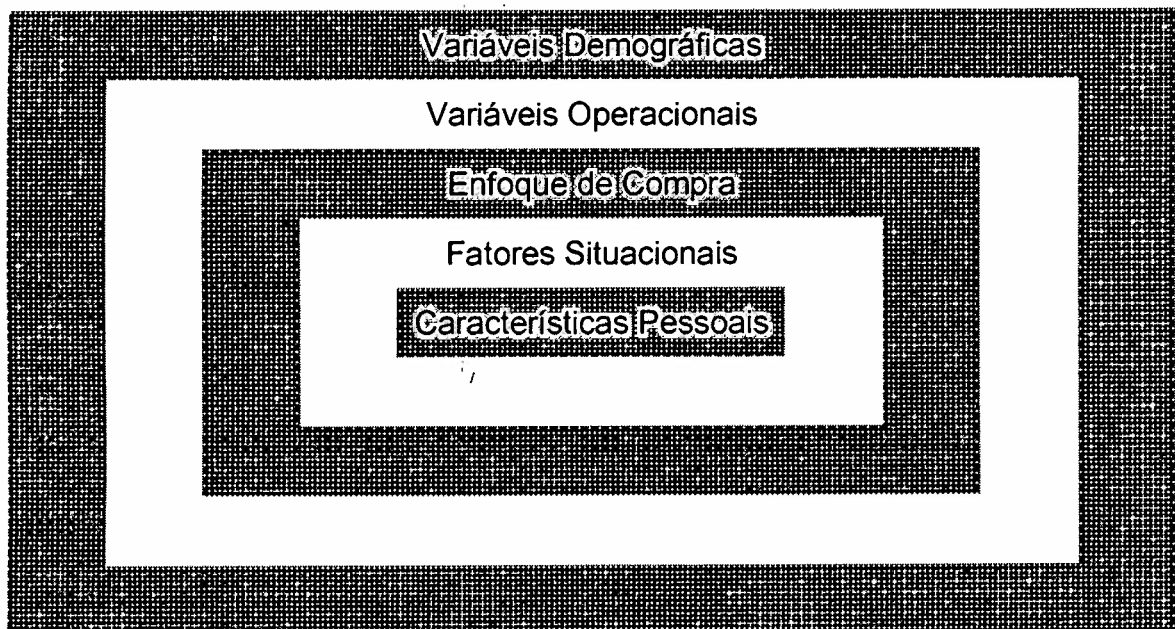 Variáveis Demográficas
Variáveis Operacionais
Enfoque de Compra
Fatores Situacionais
Características Pessoais